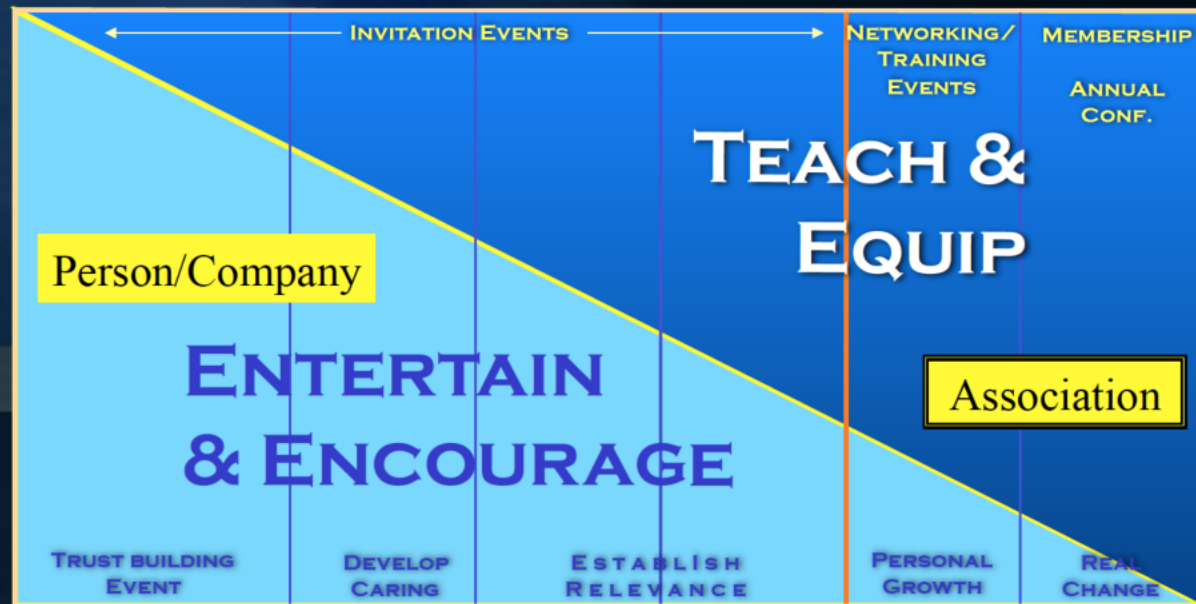 INVITATION EVENTS
NETWORKING/
TRAINING
EVENTS
MEMBERSHIP
ANNUAL
CONF.
TEACH &
EQUIP
Person/Company
ENTERTAIN
& ENCOURAGE
Association
TRUST BUILDING
EVENT
DEVELOP
CARING
ESTABLISH
RELEVANCE
PERSONAL
GROWTH
REAL
CHANGE